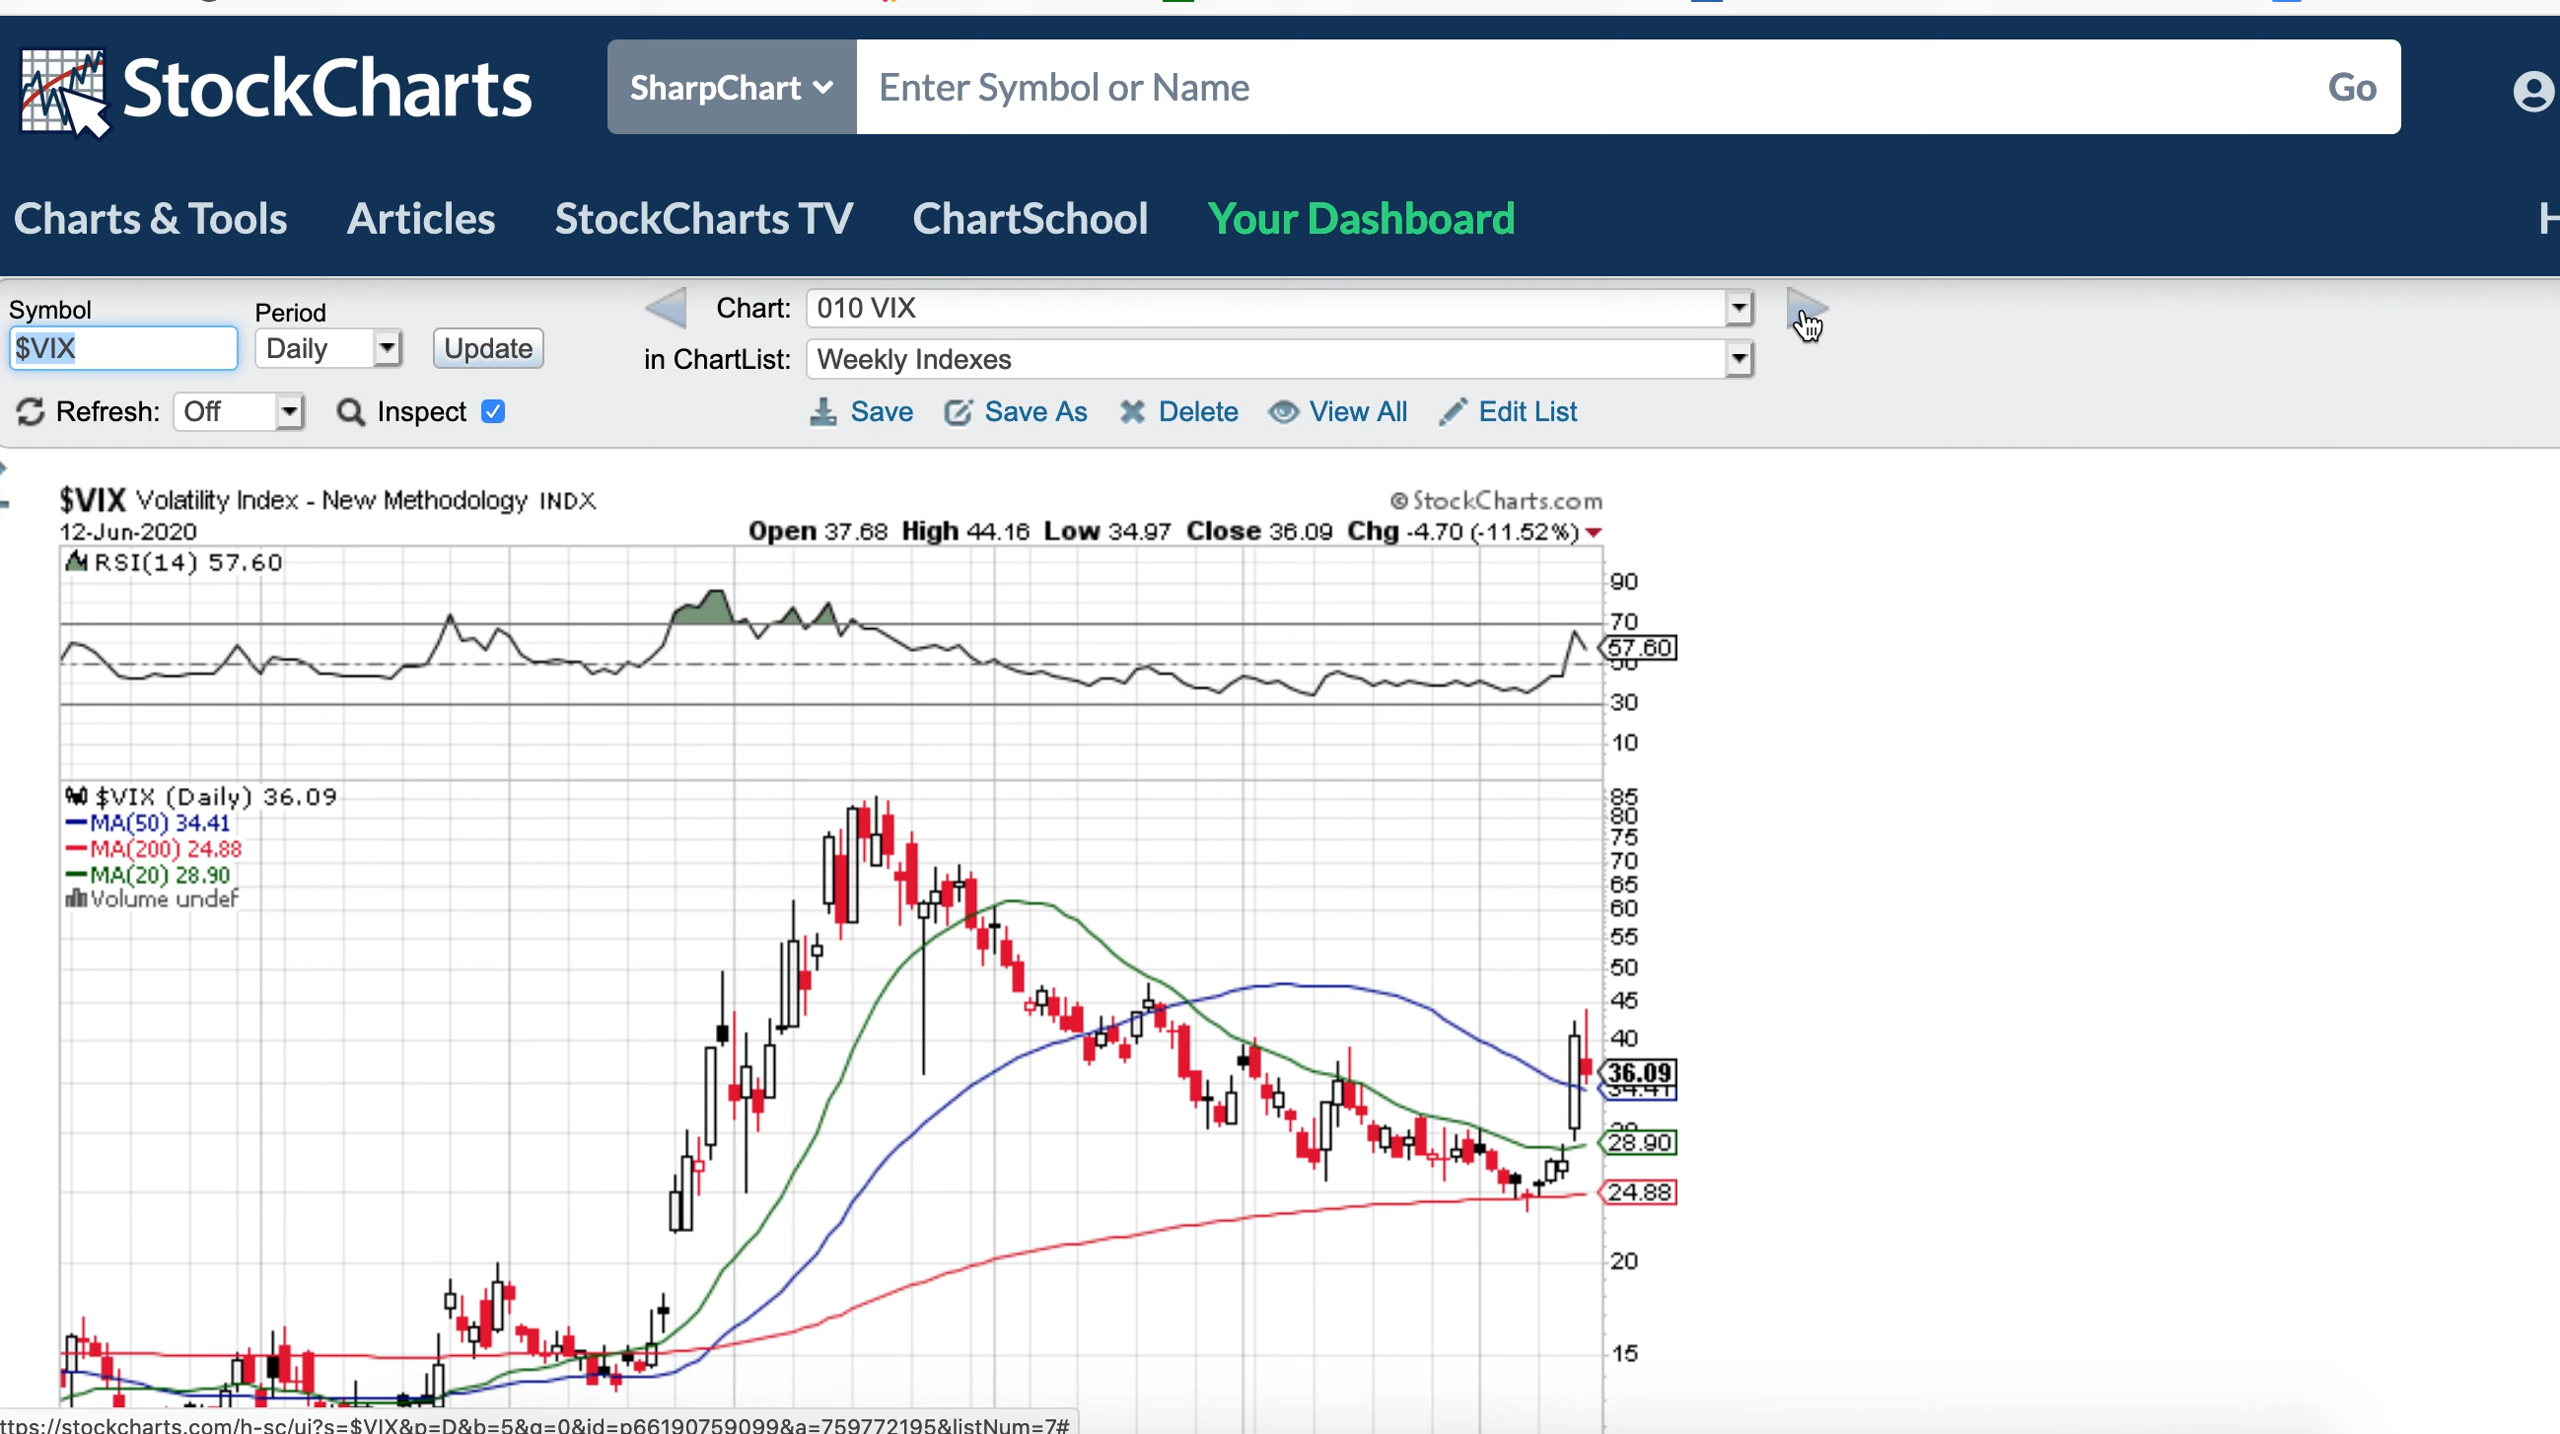 StockCharts
SharpChart Enter Symbol or Name Go
Charts & Tools Articles StockCharts TV ChartSchool Your Dashboard H
Symbol Period Chart: 010 VIX
$VIX Daily Update in ChartList: Weekly Indexes
Refresh: Off Inspect Save Save As Delete View All Edit List
$VIX Volatility Index - New Methodology INDX © StockCharts.com
12-Jun-2020 Open 37.68 High 44.16 Low 34.97 Close 36.09 Chg -4.70 (-11.52%)
RSI(14) 57.60
90
70
57.60
50
30
10
$VIX (Daily) 36.09
MA(50) 34.41
MA(200) 24.88
MA(20) 28.90
Volume undef
85
80
75
70
65
60
55
50
45
40
36.09
34.41
30
28.90
24.88
20
15
ttps://stockcharts.com/h-sc/ui?s=$VIX&p=D&b=5&g=0&id=p66190759099&a=759772195&listNum=7#